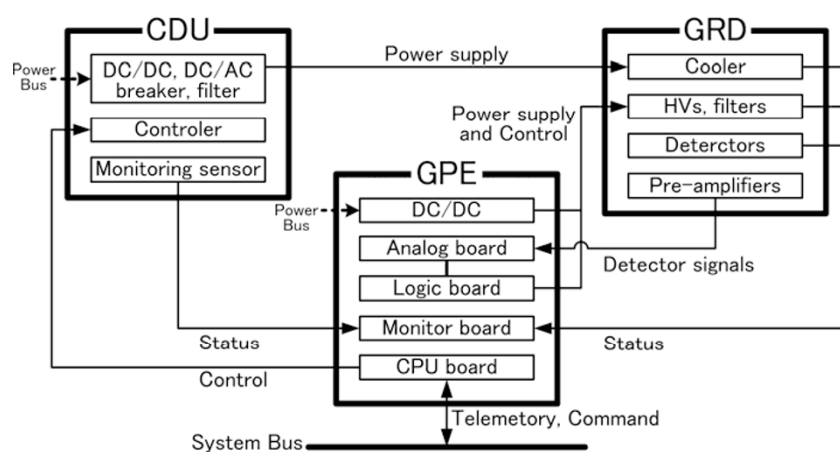 CDU
GRD
Power
Bus
DC/DC, DC/AC
breaker, filter
Power supply
Cooler
Controler
Power supply
and Control
HVs, filters
Monitoring sensor
Deterctors
GPE
Pre-amplifiers
Power
Bus
DC/DC
Analog board
Detector signals
Logic board
Monitor board
Status
Status
CPU board
Control
Telemetory, Command
System Bus